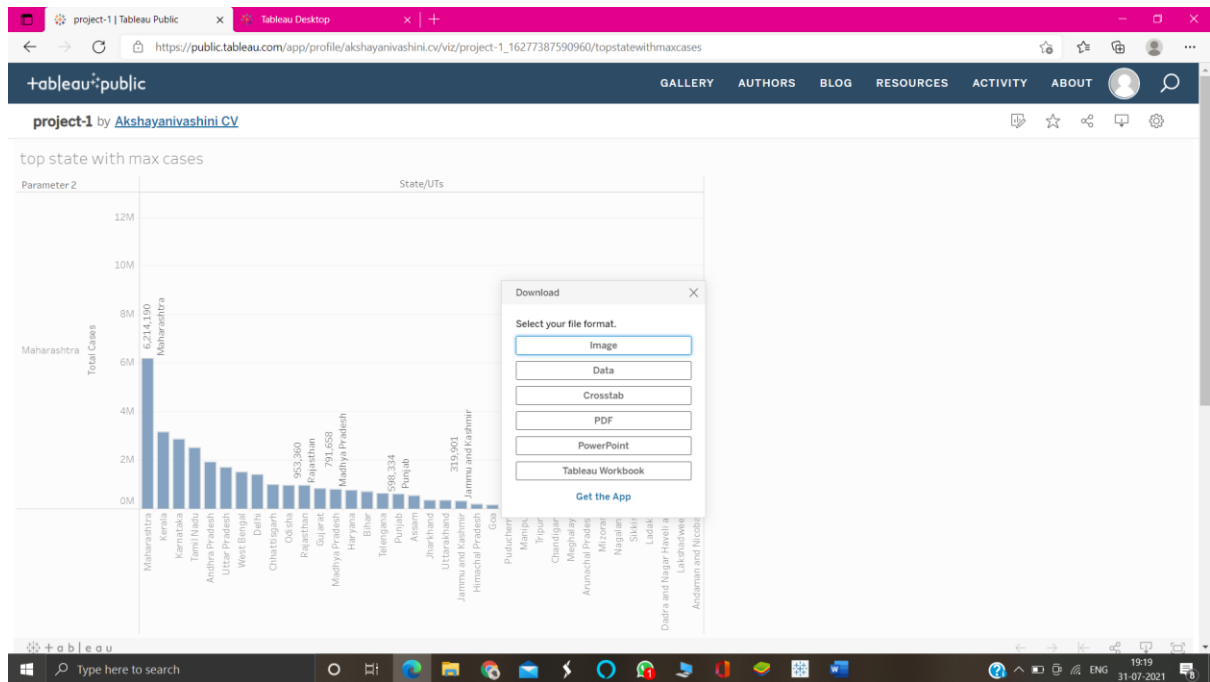 project-1 | Tableau Public
Tableau Desktop
https://public.tableau.com/app/profile/akshayanivashini.cv/viz/project-1_16277387590960/topstatewithmaxcases
+ableau public
GALLERY AUTHORS BLOG RESOURCES ACTIVITY ABOUT
project-1 by Akshayanivashini CV
top state with max cases
Parameter 2
State/UTs
12M
10M
8M
6M
4M
2M
0M
Maharashtra
Total Cases
6,214,190
Maharashtra
953,360
Rajasthan
791,658
Madhya Pradesh
598,334
Punjab
319,901
Jammu and Kashmir
Maharashtra
Kerala
Karnataka
Tamil Nadu
Andhra Pradesh
Uttar Pradesh
West Bengal
Delhi
Chhattisgarh
Odisha
Rajasthan
Gujarat
Madhya Pradesh
Haryana
Bihar
Telengana
Punjab
Assam
Jharkhand
Uttarakhand
Jammu and Kashmir
Himachal Pradesh
Goa
Puducherr
Manipu
Tripur
Chandigar
Meghalay
Arunachal Prades
Mizorar
Nagalan
Sikki
Ladak
Dadra and Nagar Haveli a
Lakshadwee
Andaman and Nicoba
Download
Select your file format.
Image
Data
Crosstab
PDF
PowerPoint
Tableau Workbook
Get the App
+ableau
Type here to search
ENG
19:19
31-07-2021
8